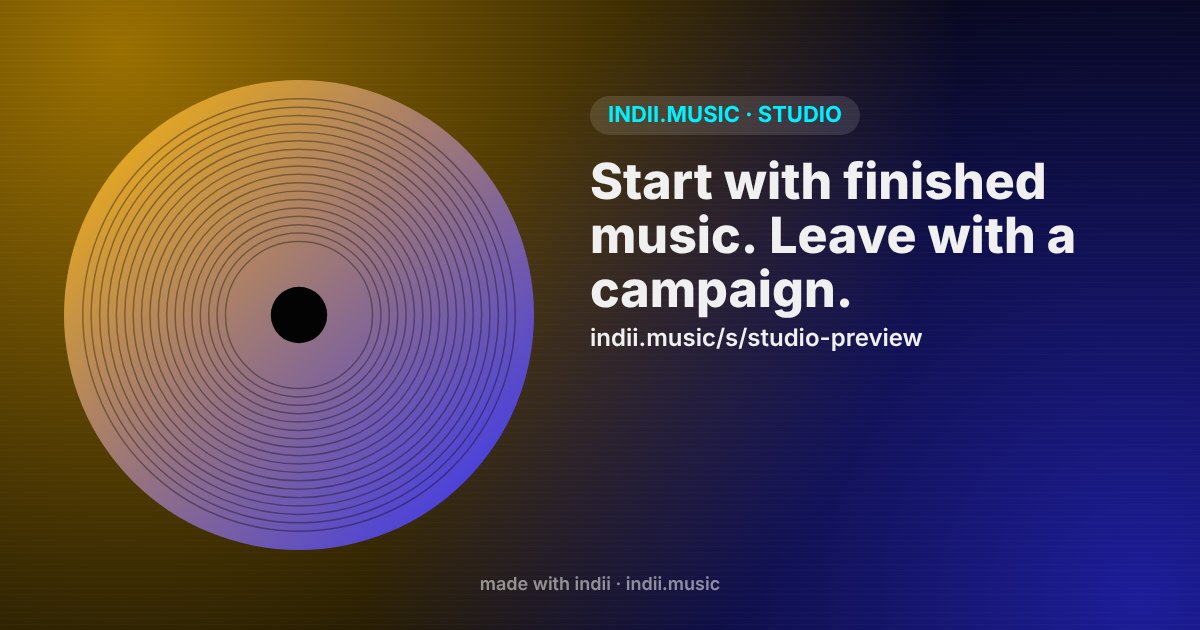 INDII.MUSIC · STUDIO
Start with finished
music. Leave with a
campaign.
indii.music/s/studio-preview
made with indii · indii.music